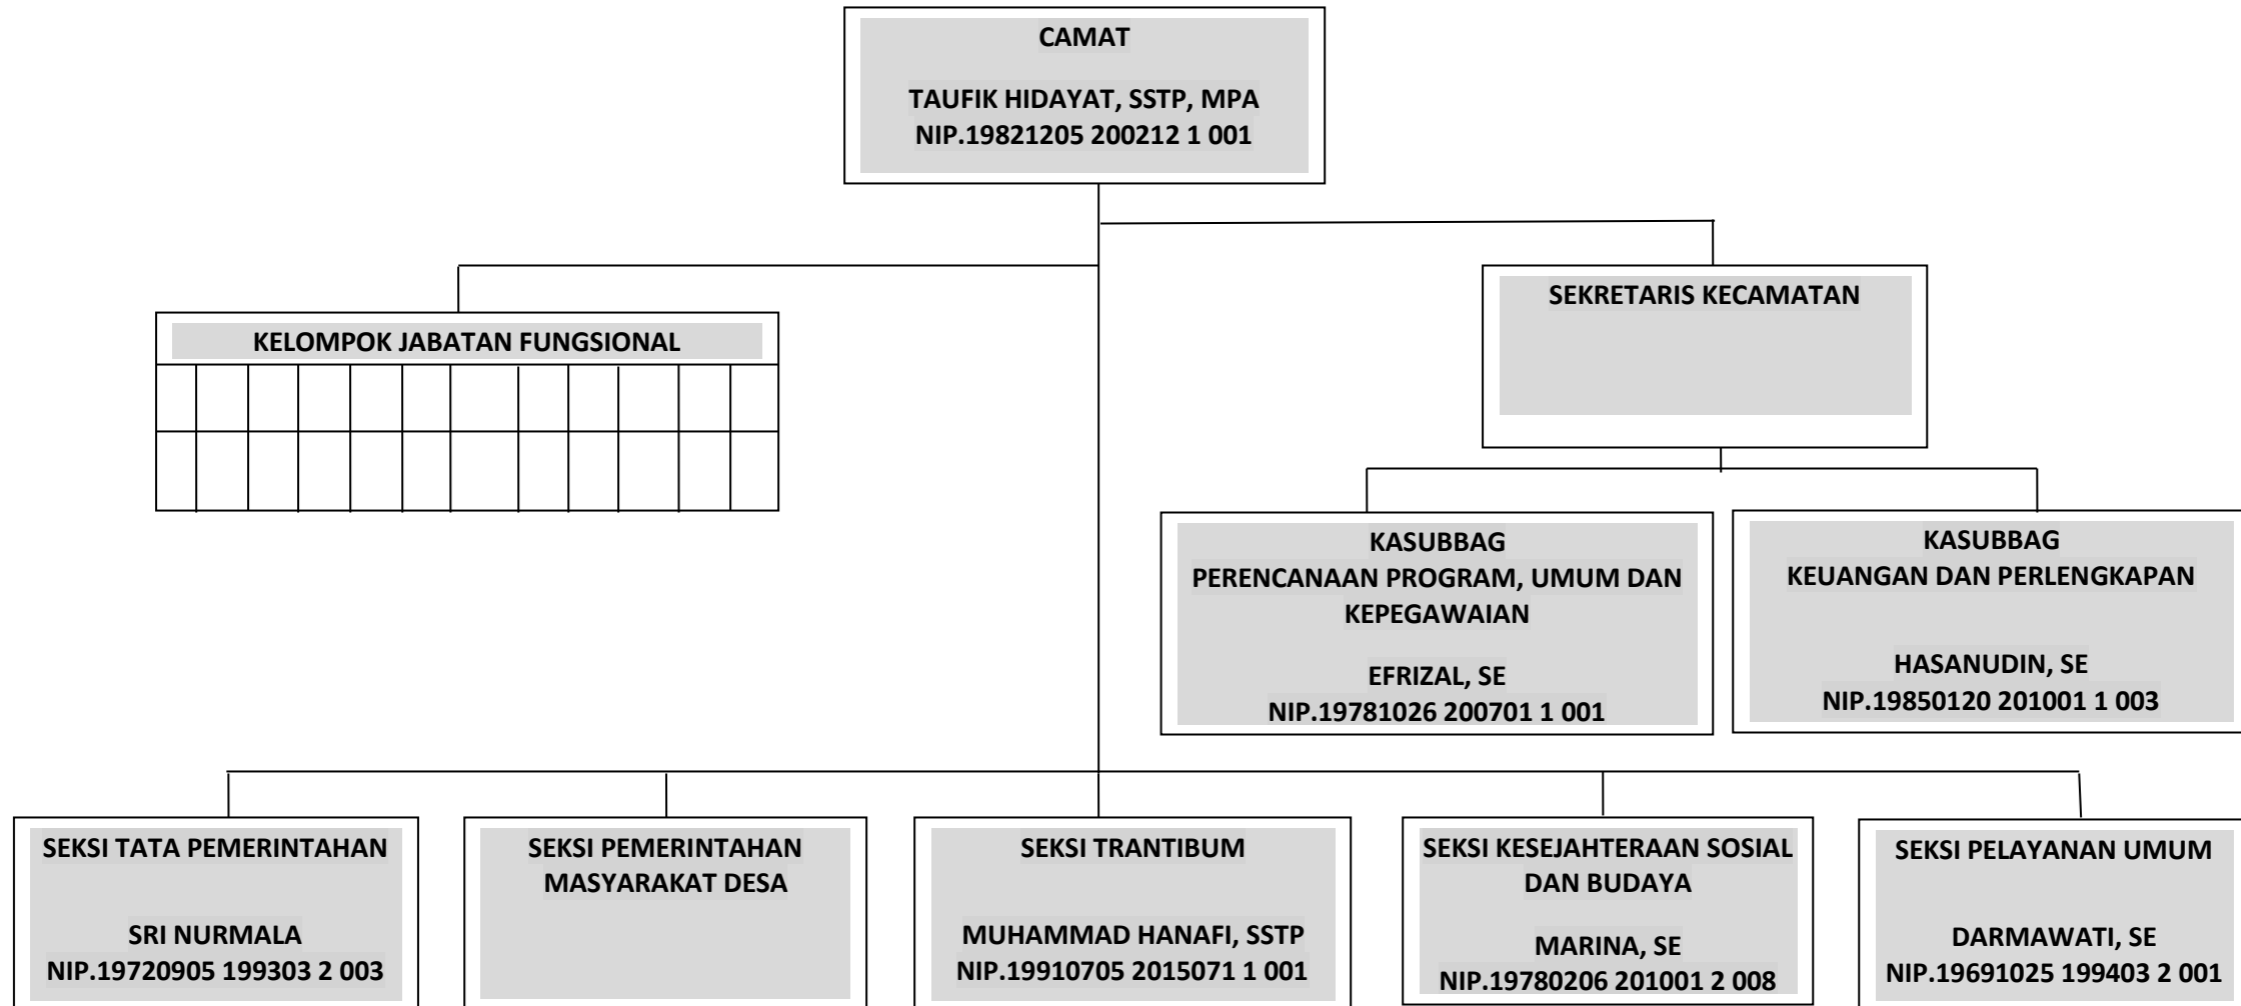 CAMAT
TAUFIK HIDAYAT, SSTP, MPA
NIP.19821205 200212 1 001
KELOMPOK JABATAN FUNGSIONAL
SEKRETARIS KECAMATAN
KASUBBAG
PERENCANAAN PROGRAM, UMUM DAN
KEPEGAWAIAN
EFRIZAL, SE
NIP.19781026 200701 1 001
KASUBBAG
KEUANGAN DAN PERLENGKAPAN
HASANUDIN, SE
NIP.19850120 201001 1 003
SEKSI TATA PEMERINTAHAN
SRI NURMALA
NIP.19720905 199303 2 003
SEKSI PEMERINTAHAN
MASYARAKAT DESA
SEKSI TRANTIBUM
MUHAMMAD HANAFI, SSTP
NIP.19910705 2015071 1 001
SEKSI KESEJAHTERAAN SOSIAL
DAN BUDAYA
MARINA, SE
NIP.19780206 201001 2 008
SEKSI PELAYANAN UMUM
DARMAWATI, SE
NIP.19691025 199403 2 001